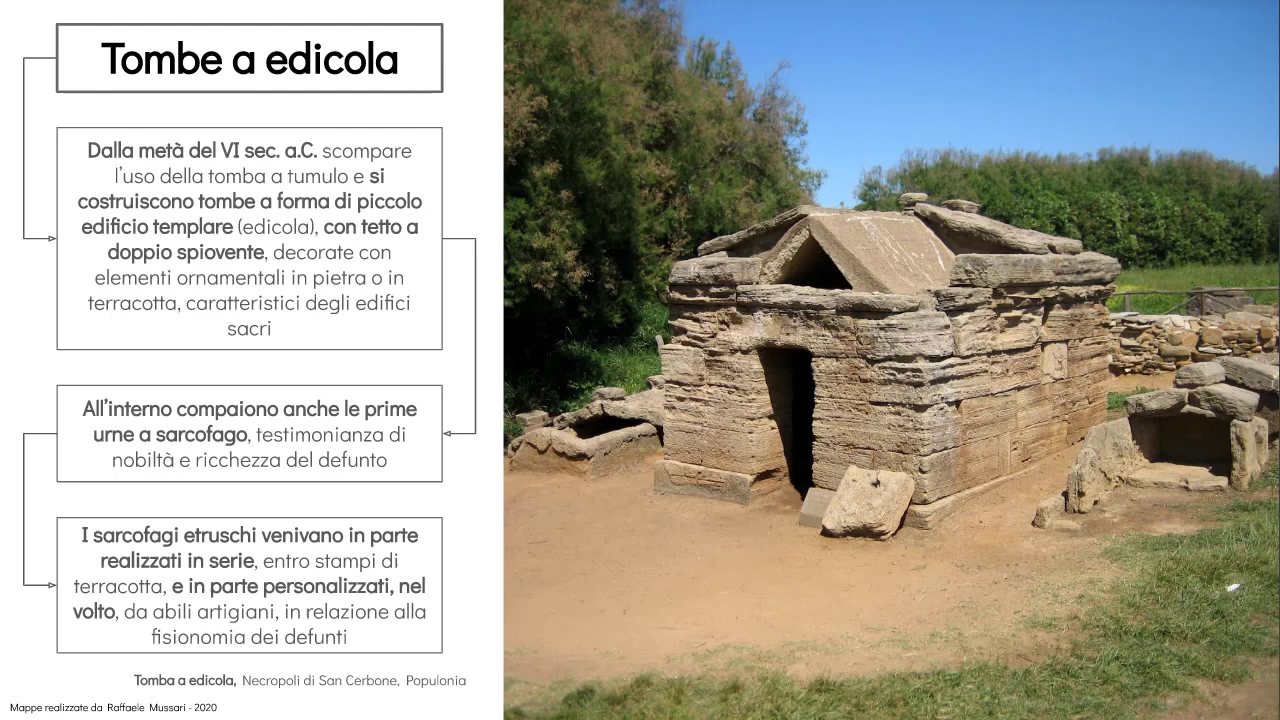 Tombe a edicola
Dalla metà del VI sec. a.C. scompare
l'uso della tomba a tumulo e si
costruiscono tombe a forma di piccolo
edificio templare (edicola), con tetto a
doppio spiovente, decorate con
elementi ornamentali in pietra o in
terracotta, caratteristici degli edifici
sacri
All'interno compaiono anche le prime
urne a sarcofago, testimonianza di
nobiltà e ricchezza del defunto
I sarcofagi etruschi venivano in parte
realizzati in serie, entro stampi di
terracotta, e in parte personalizzati, nel
volto, da abili artigiani, in relazione alla
fisionomia dei defunti
Tomba a edicola, Necropoli di San Cerbone, Populonia
Mappe realizzate da Raffaele Mussari - 2020